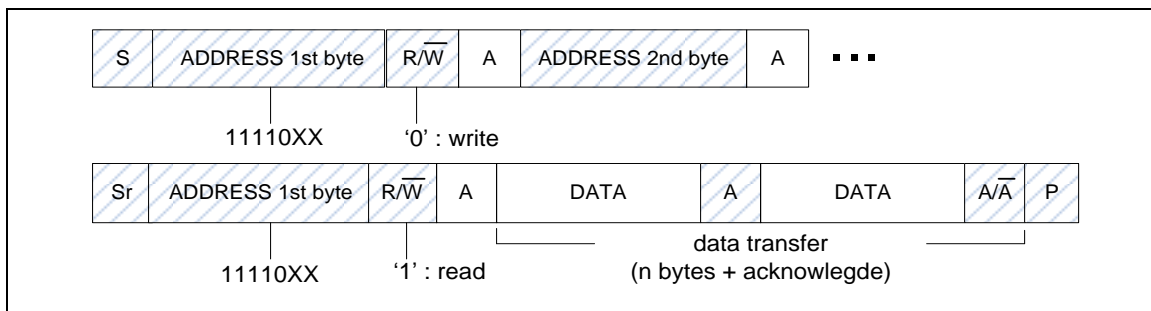 S ADDRESS 1st byte R/W A ADDRESS 2nd byte A ▪ ▪ ▪
11110XX '0' : write
Sr ADDRESS 1st byte R/W A DATA A DATA A/A P
data transfer
11110XX '1' : read (n bytes + acknowlegde)